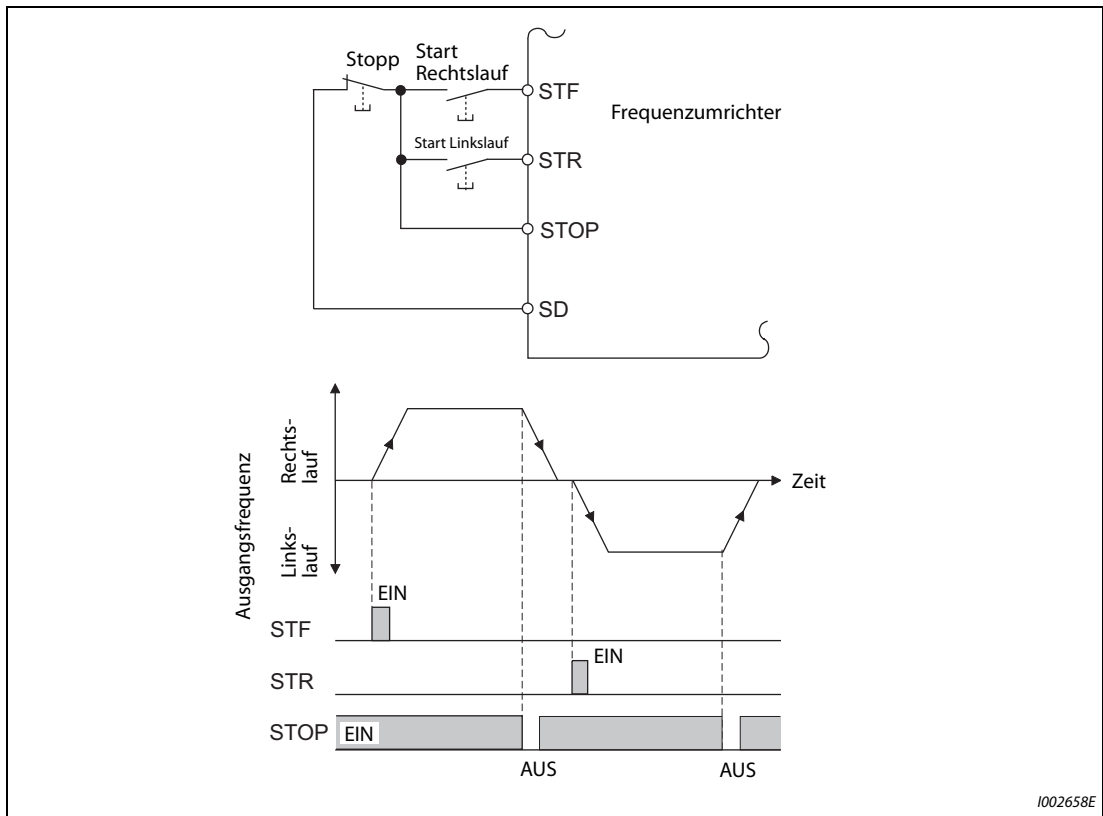 Stopp
Start
Rechtslauf
STF
Frequenzumrichter
Start Linkslauf
STR
STOP
SD
Ausgangsfrequenz
Rechts-
lauf
Links-
lauf
Zeit
EIN
STF
EIN
STR
STOP
EIN
AUS
AUS
I002658E